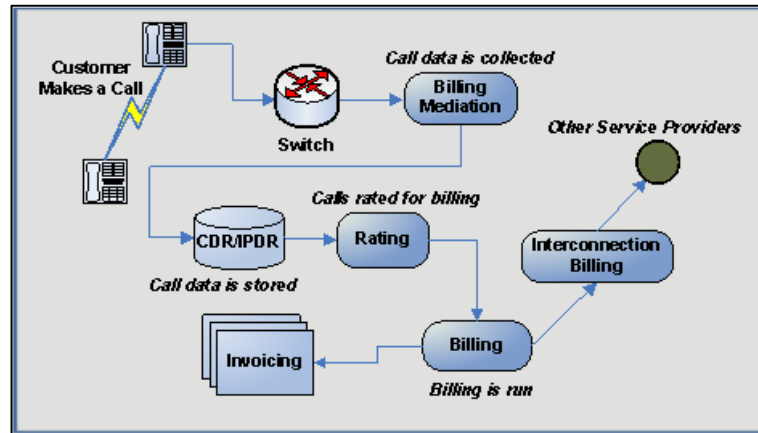 Customer
Makes a Call
Switch
Call data is collected
Billing
Mediation
Other Service Providers
CDR/IPDR
Call data is stored
Calls rated for billing
Rating
Interconnection
Billing
Invoicing
Billing
Billing is run